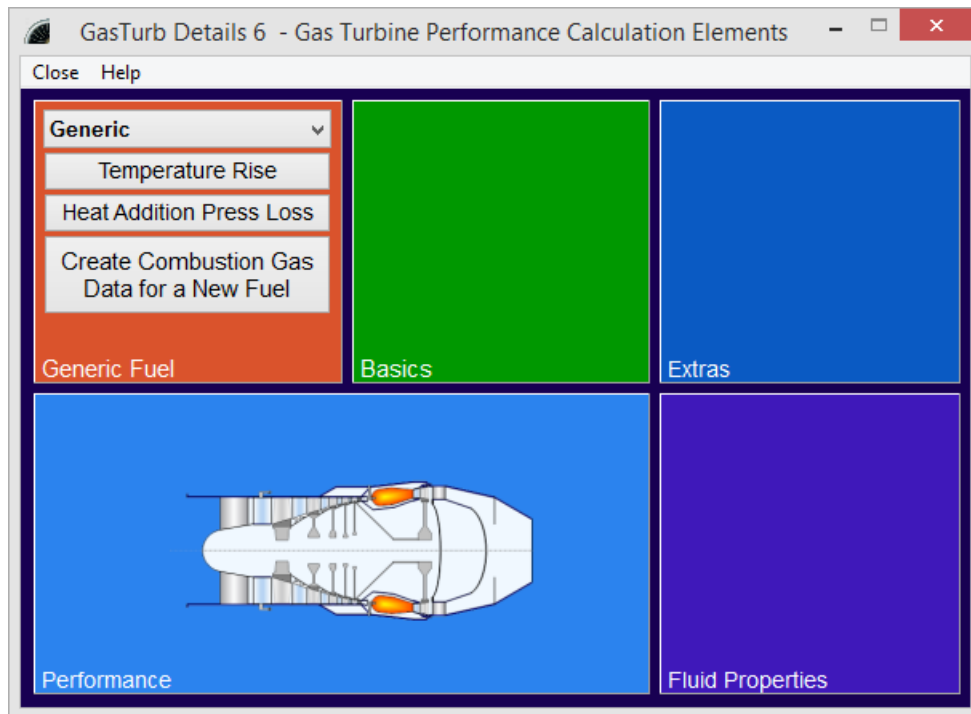 GasTurb Details 6 - Gas Turbine Performance Calculation Elements
Close Help
Generic
Temperature Rise
Heat Addition Press Loss
Create Combustion Gas
Data for a New Fuel
Generic Fuel
Basics
Extras
Performance
Fluid Properties